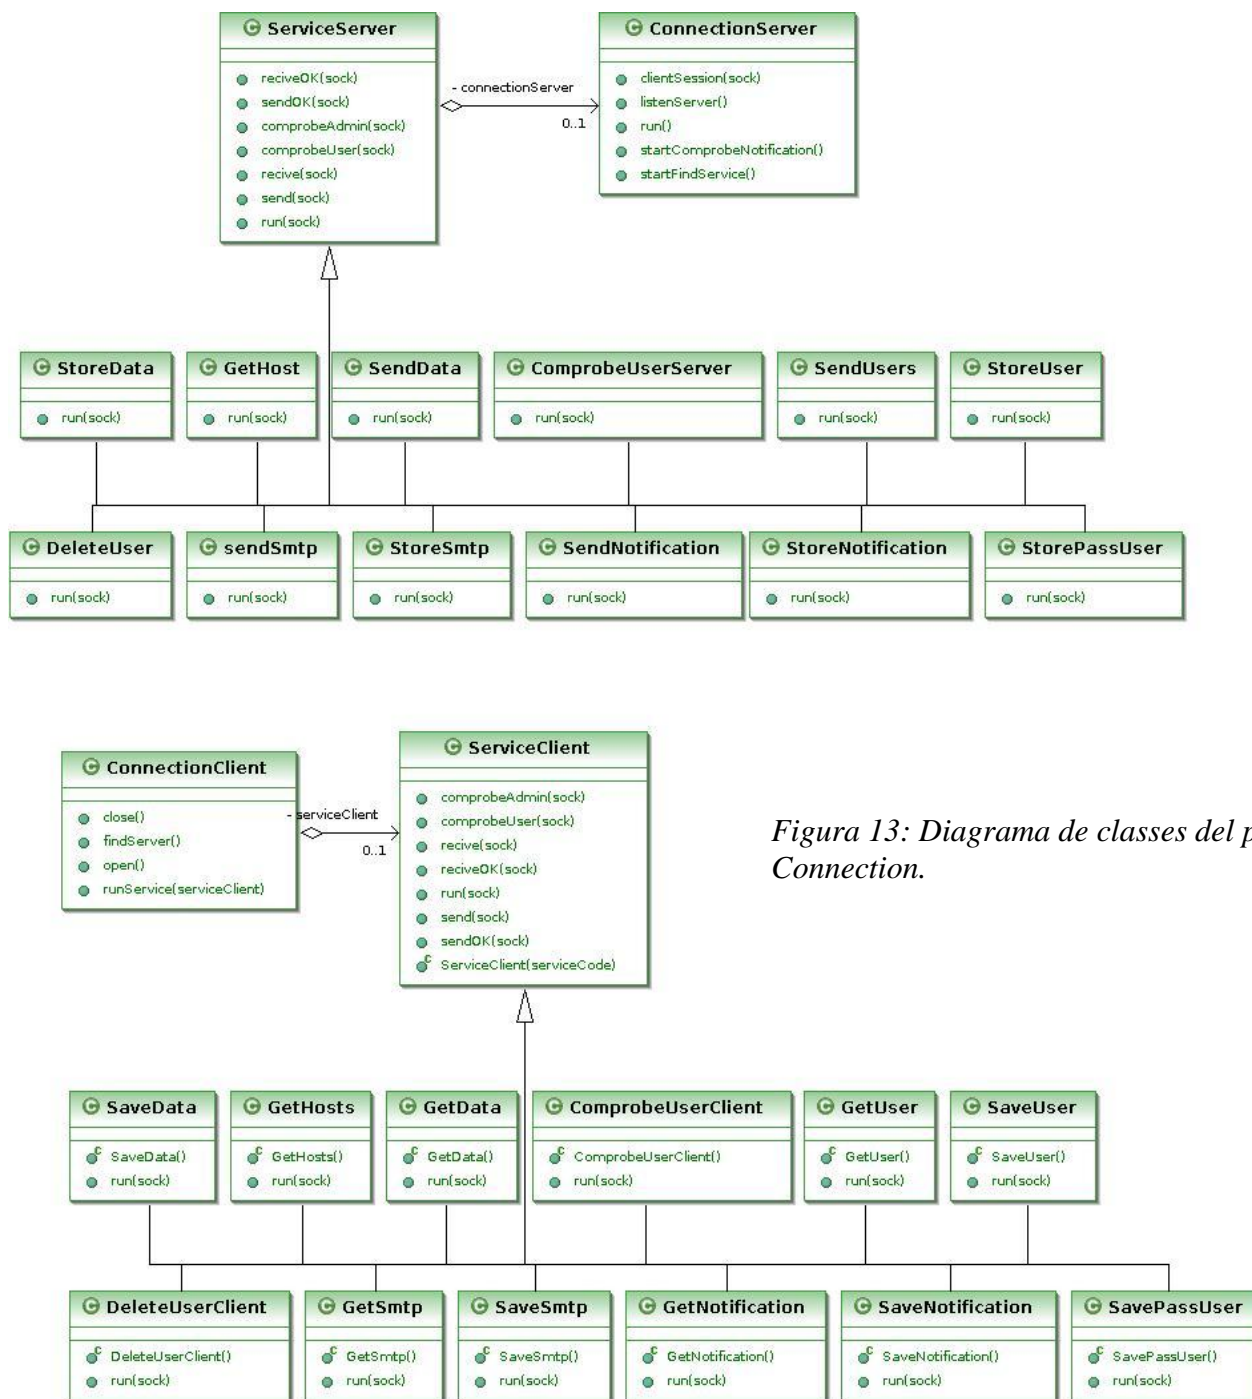 ServiceServer
reciveOK(sock)
sendOK(sock)
comprobeAdmin(sock)
comprobeUser(sock)
recive(sock)
send(sock)
run(sock)
- connectionServer
0..1
ConnectionServer
clientSession(sock)
listenServer()
run()
startComprobeNotification()
startFindService()
StoreData
run(sock)
GetHost
run(sock)
SendData
run(sock)
ComprobeUserServer
run(sock)
SendUsers
run(sock)
StoreUser
run(sock)
DeleteUser
run(sock)
sendSmtp
run(sock)
StoreSmtp
run(sock)
SendNotification
run(sock)
StoreNotification
run(sock)
StorePassUser
run(sock)
ConnectionClient
close()
findServer()
open()
runService(serviceClient)
- serviceClient
0..1
ServiceClient
comprobeAdmin(sock)
comprobeUser(sock)
recive(sock)
reciveOK(sock)
run(sock)
send(sock)
sendOK(sock)
ServiceClient(serviceCode)
Figura 13: Diagrama de classes del p
Connection.
SaveData
SaveData()
run(sock)
GetHosts
GetHosts()
run(sock)
GetData
GetData()
run(sock)
ComprobeUserClient
ComprobeUserClient()
run(sock)
GetUser
GetUser()
run(sock)
SaveUser
SaveUser()
run(sock)
DeleteUserClient
DeleteUserClient()
run(sock)
GetSmtp
GetSmtp()
run(sock)
SaveSmtp
SaveSmtp()
run(sock)
GetNotification
GetNotification()
run(sock)
SaveNotification
SaveNotification()
run(sock)
SavePassUser
SavePassUser()
run(sock)